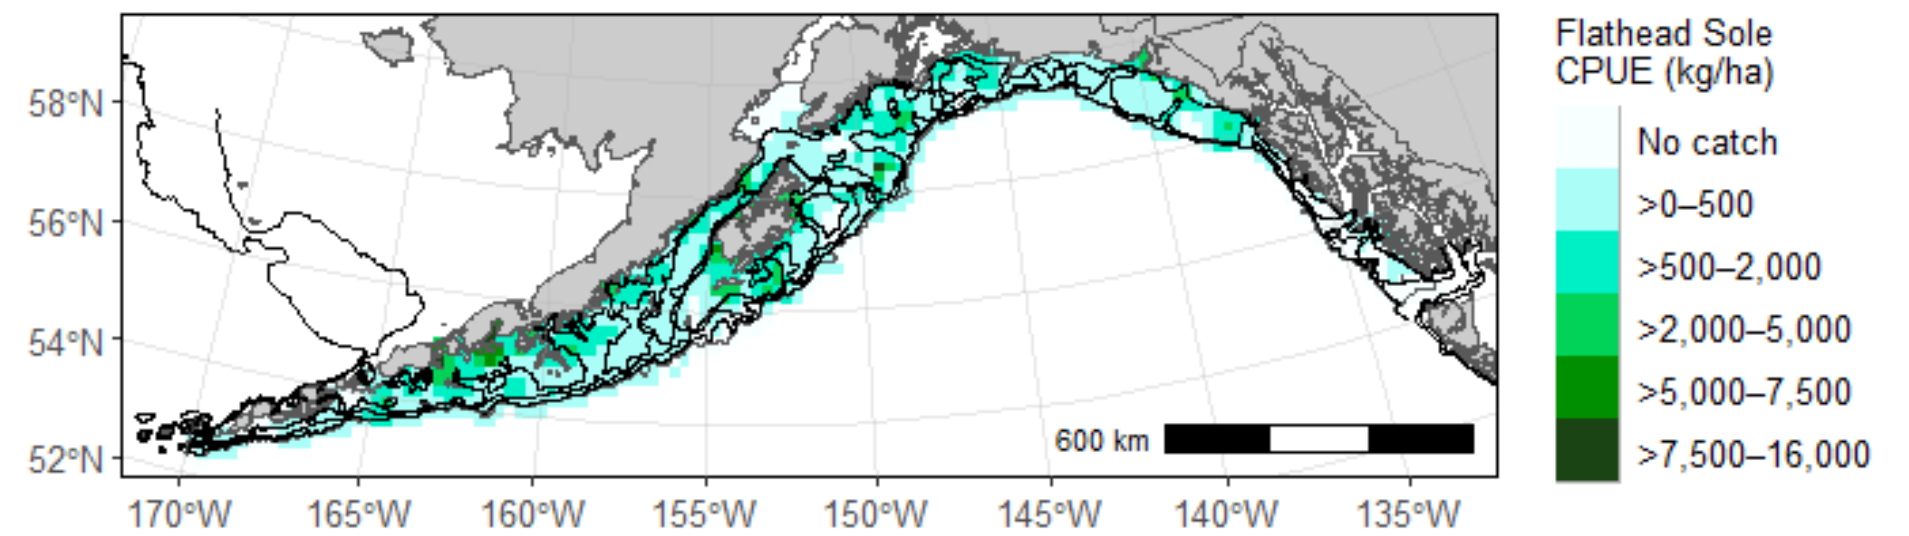 Flathead Sole
CPUE (kg/ha)
No catch
>0–500
>500–2,000
>2,000–5,000
>5,000–7,500
>7,500–16,000
58°N
56°N
54°N
52°N
600 km
170°W 165°W 160°W 155°W 150°W 145°W 140°W 135°W